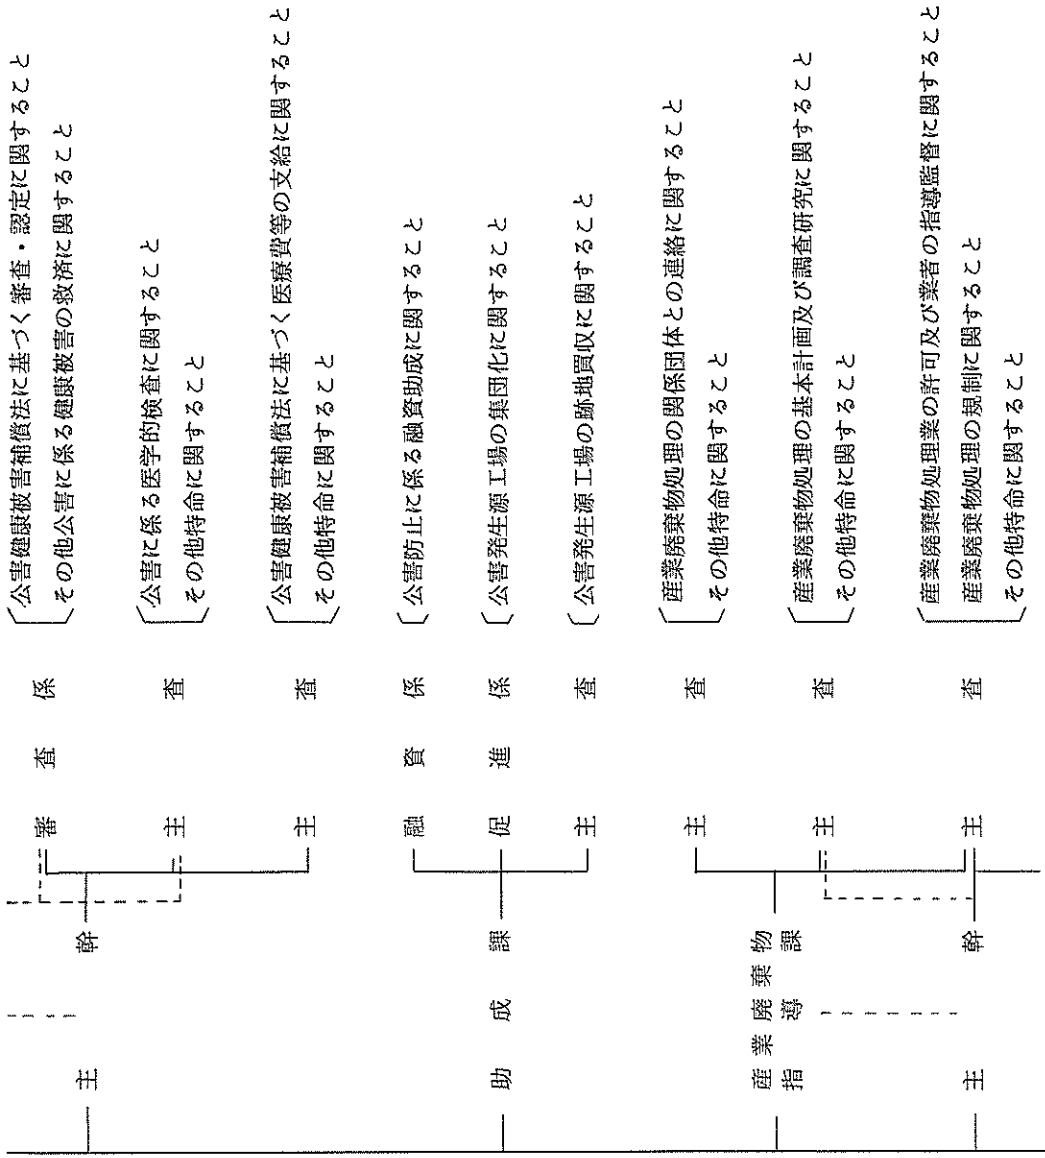 主幹
審査係
公害健康被害補償法に基づく審査・認定に関すること
その他公害に係る健康被害の救済に関すること
主査
公害に係る医学的検査に関すること
その他特命に関すること
主査
公害健康被害補償法に基づく医療費等の支給に関すること
その他特命に関すること
助成課
融資係
公害防止に係る融資助成に関すること
促進係
公害発生源工場の集団化に関すること
主査
公害発生源工場の跡地買収に関すること
産業廃棄物
指導課
主査
産業廃棄物処理の関係団体との連絡に関すること
その他特命に関すること
主査
産業廃棄物処理の基本計画及び調査研究に関すること
その他特命に関すること
主幹
主査
産業廃棄物処理業の許可及び業者の指導監督に関すること
産業廃棄物処理の規制に関すること
その他特命に関すること